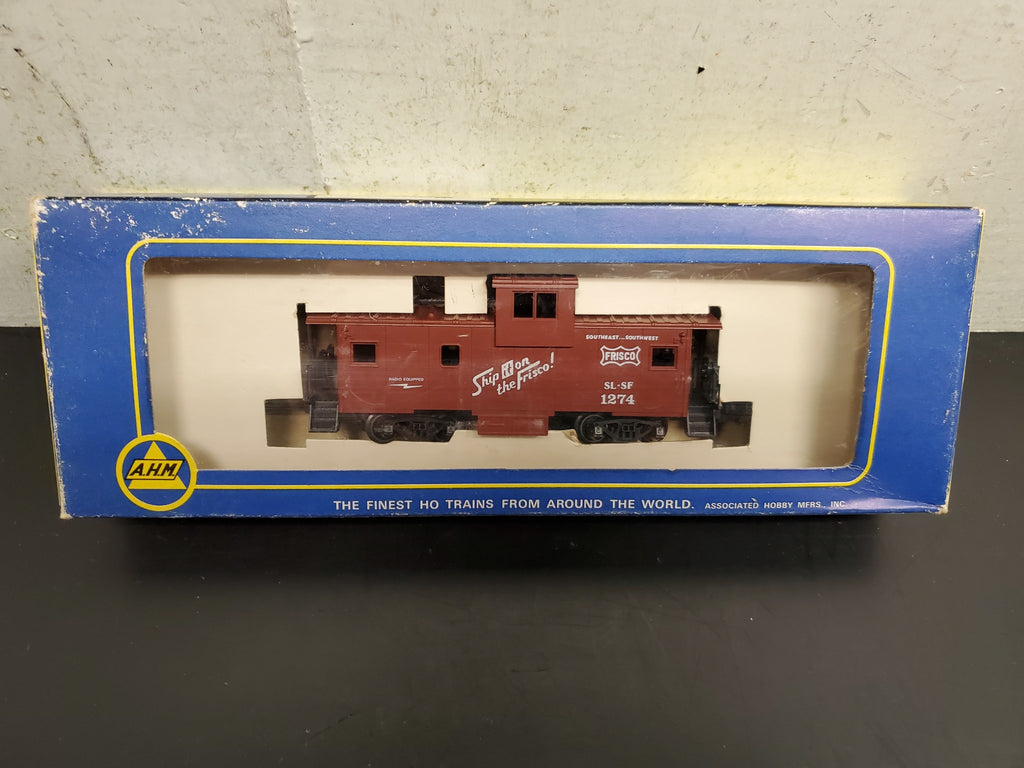 SOUTHEAST....SOUTHWEST
FRISCO
RADIO EQUIPPED
Ship it on
the Frisco!
SL-SF
1274
A.H.M.
THE FINEST HO TRAINS FROM AROUND THE WORLD. ASSOCIATED HOBBY MFRS., INC.